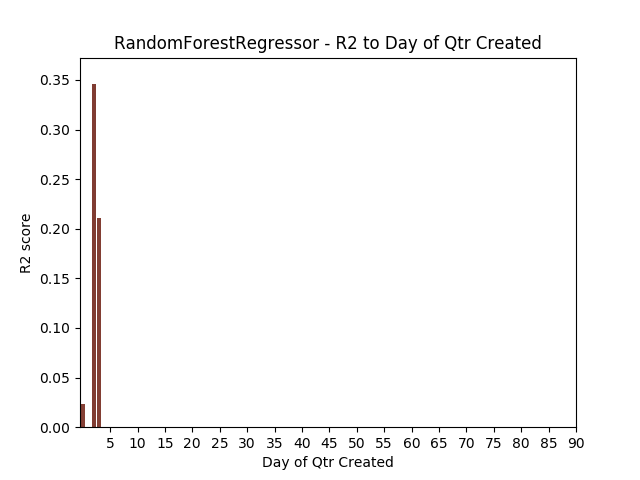 RandomForestRegressor - R2 to Day of Qtr Created
0.35
0.30
0.25
0.20
0.15
0.10
0.05
0.00
R2 score
5 10 15 20 25 30 35 40 45 50 55 60 65 70 75 80 85 90
Day of Qtr Created